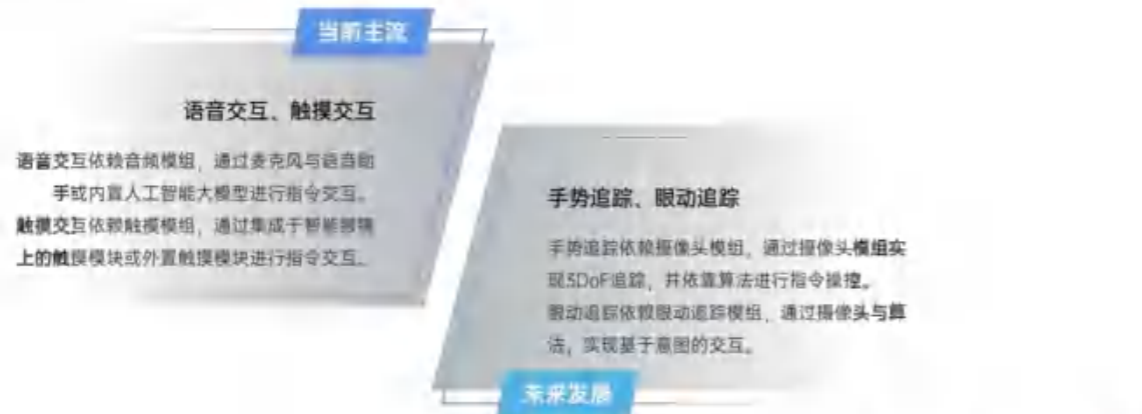 当前主流
语音交互、触摸交互
语音交互依赖音频模组，通过麦克风与语音助
手或内置人工智能大模型进行指令交互。
触摸交互依赖触摸模组，通过集成于智能眼镜
上的触摸模块或外置触摸模块进行指令交互。
手势追踪、眼动追踪
手势追踪依赖摄像头模组，通过摄像头模组实
现3DoF追踪，并依靠算法进行指令操控。
眼动追踪依赖眼动追踪模组，通过摄像头与算
法，实现基于意图的交互。
未来发展